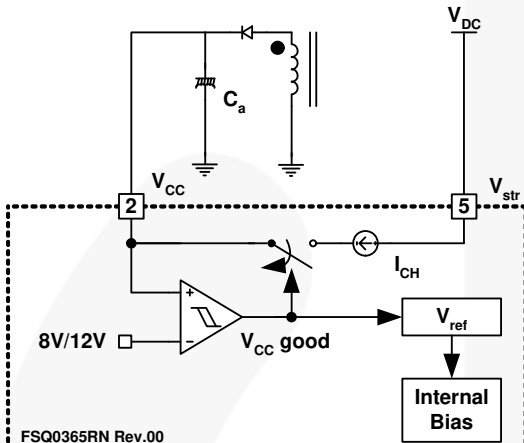 V_DC
C_a
V_CC
V_str
2
5
I_CH
+
8V/12V
−
V_CC good
V_ref
Internal
Bias
FSQ0365RN Rev.00